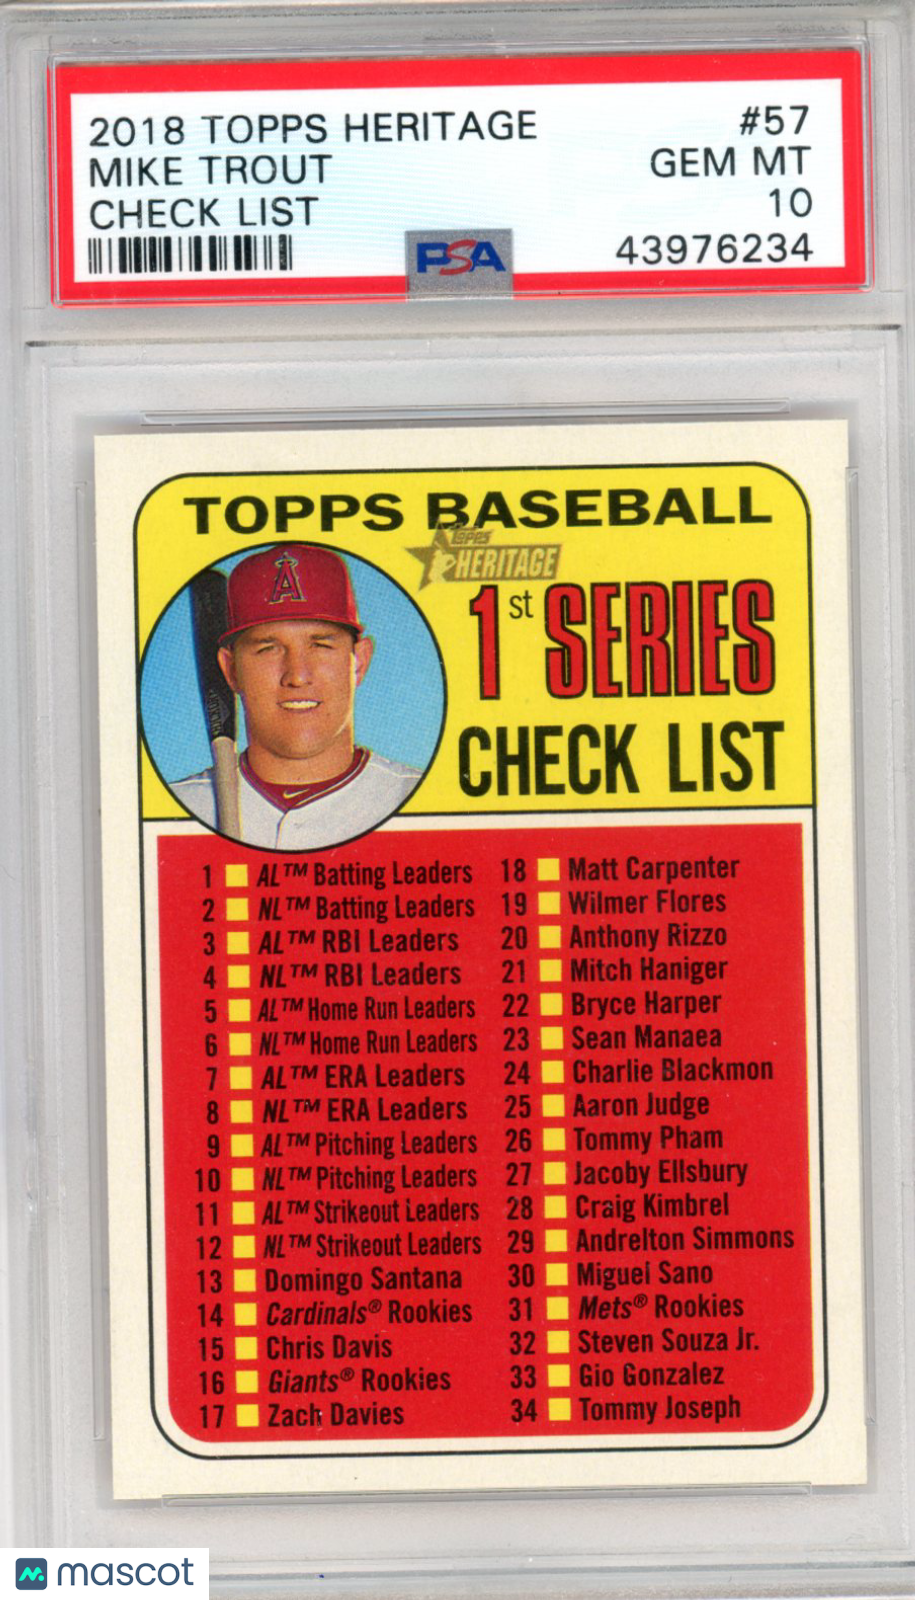 2018 TOPPS HERITAGE #57
MIKE TROUT GEM MT
CHECK LIST 10
PSA 43976234
TOPPS BASEBALL
Topps
HERITAGE
1st SERIES
CHECK LIST
A
1 AL™ Batting Leaders
2 NL™ Batting Leaders
3 AL™ RBI Leaders
4 NL™ RBI Leaders
5 AL™ Home Run Leaders
6 NL™ Home Run Leaders
7 AL™ ERA Leaders
8 NL™ ERA Leaders
9 AL™ Pitching Leaders
10 NL™ Pitching Leaders
11 AL™ Strikeout Leaders
12 NL™ Strikeout Leaders
13 Domingo Santana
14 Cardinals® Rookies
15 Chris Davis
16 Giants® Rookies
17 Zach Davies
18 Matt Carpenter
19 Wilmer Flores
20 Anthony Rizzo
21 Mitch Haniger
22 Bryce Harper
23 Sean Manaea
24 Charlie Blackmon
25 Aaron Judge
26 Tommy Pham
27 Jacoby Ellsbury
28 Craig Kimbrel
29 Andrelton Simmons
30 Miguel Sano
31 Mets® Rookies
32 Steven Souza Jr.
33 Gio Gonzalez
34 Tommy Joseph
mascot